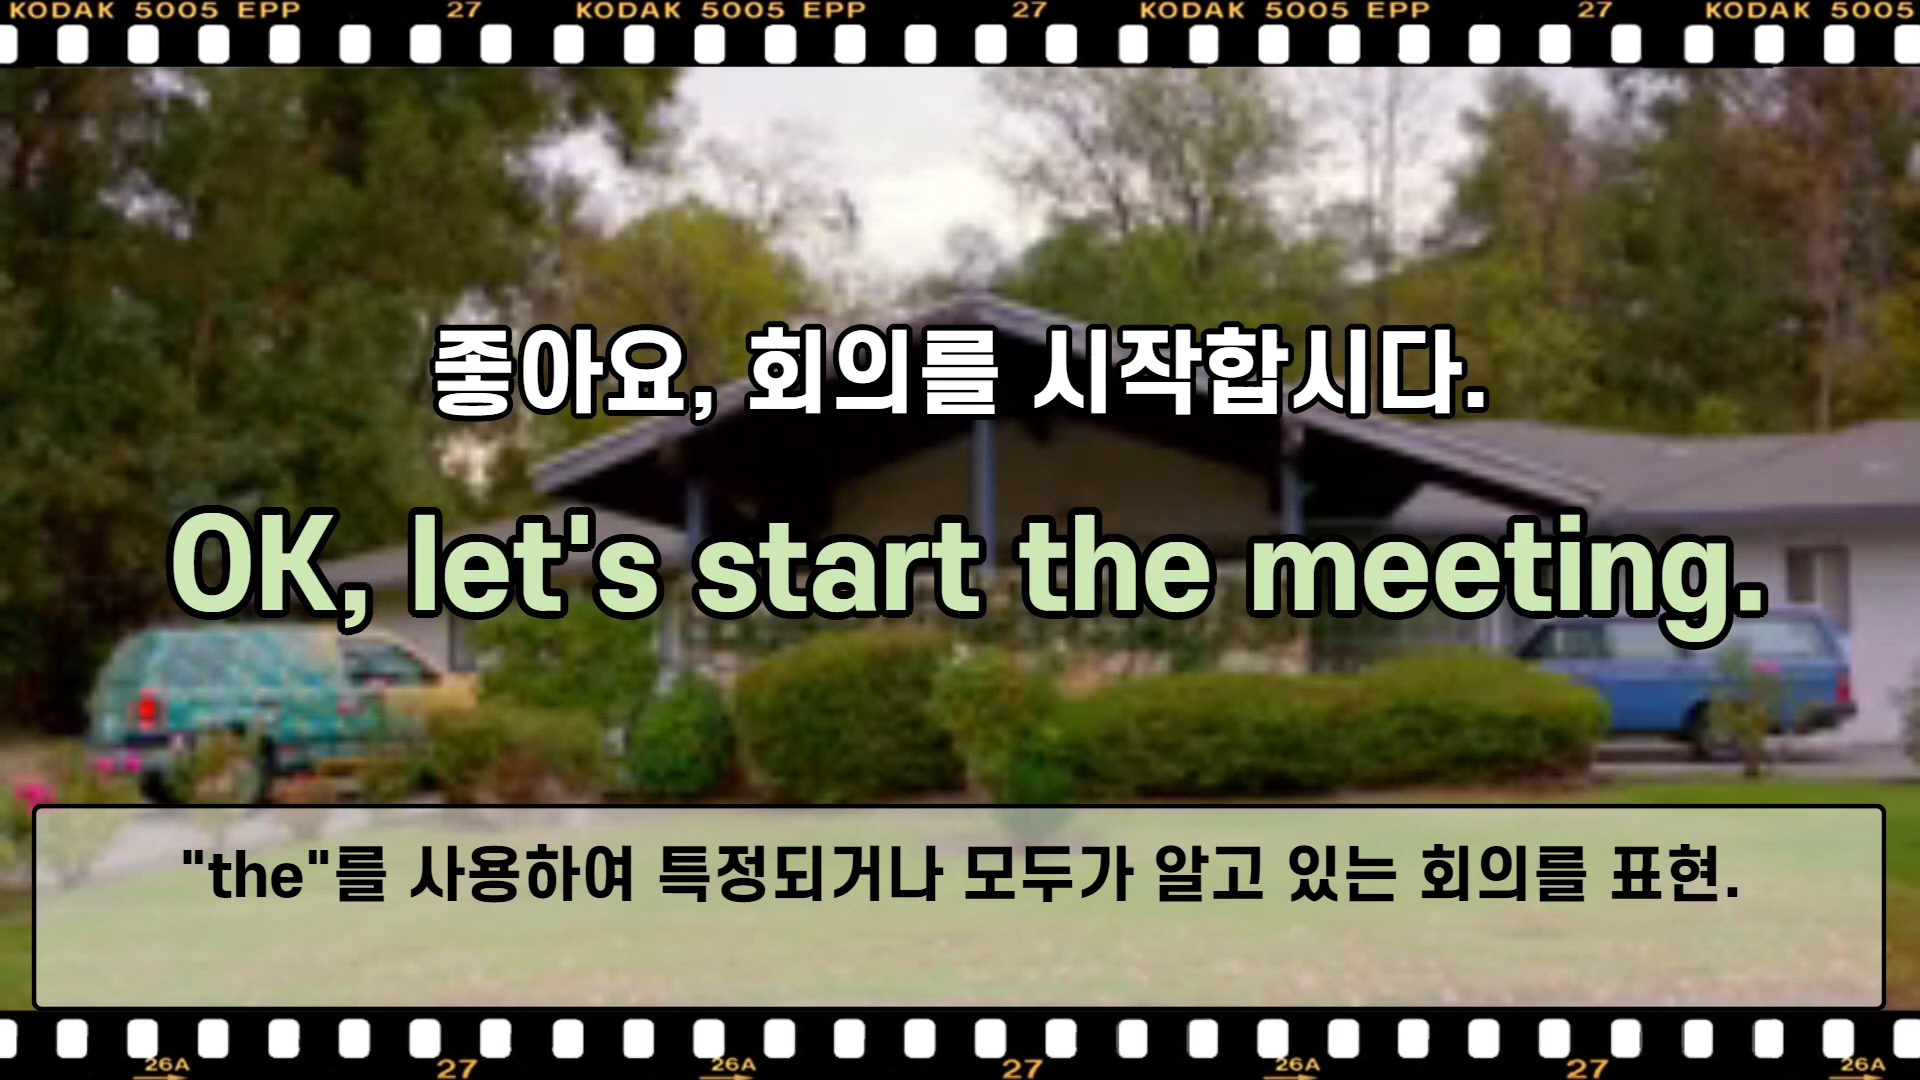 KODAK 5005 EPP 27 KODAK 5005 EPP 27 KODAK 5005 EPP 27 KODAK 5005
좋아요, 회의를 시작합시다.
OK, let's start the meeting.
"the"를 사용하여 특정되거나 모두가 알고 있는 회의를 표현.
26A 27 26A 27 26A 27 26A